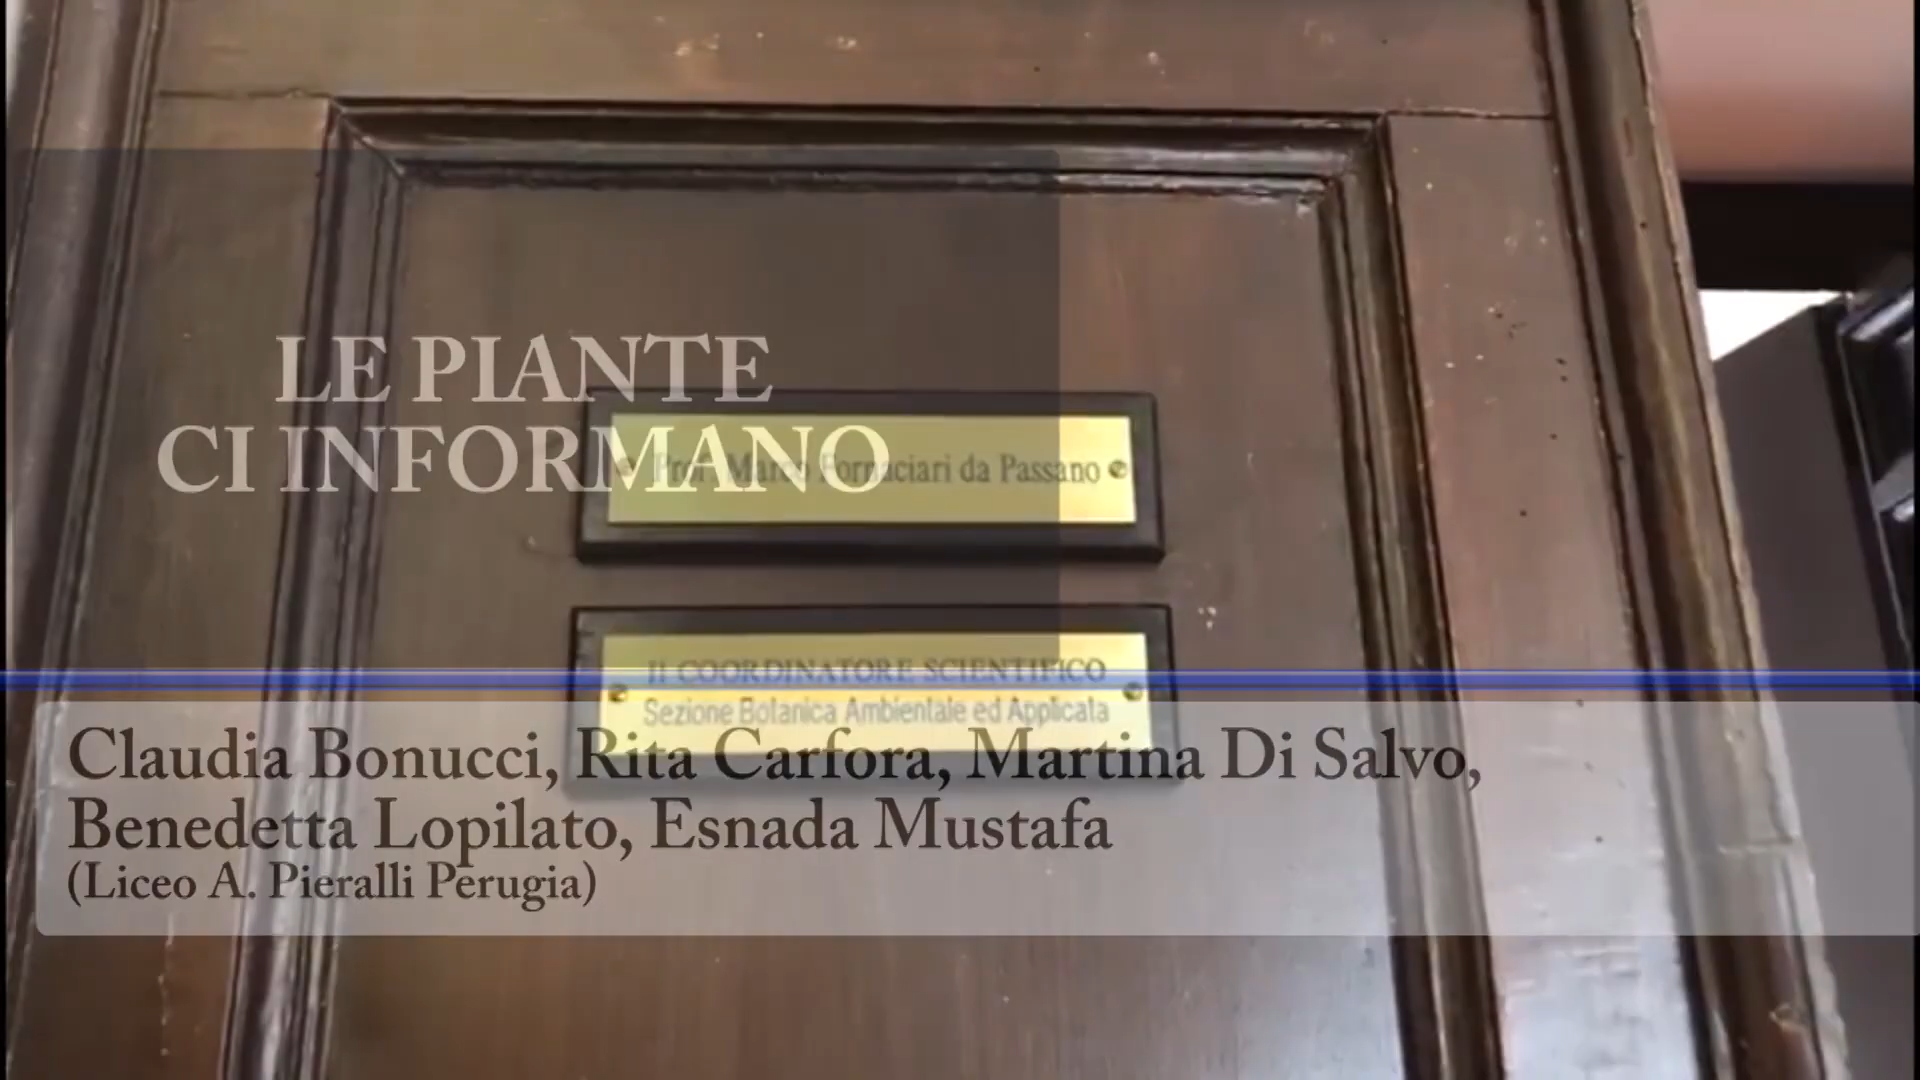 LE PIANTE
CI INFORMANO
Prof. Marco Fornaciari da Passano
Il COORDINATORE SCIENTIFICO
Sezione Botanica Ambientale ed Applicata
Claudia Bonucci, Rita Carfora, Martina Di Salvo,
Benedetta Lopilato, Esnada Mustafa
(Liceo A. Pieralli Perugia)